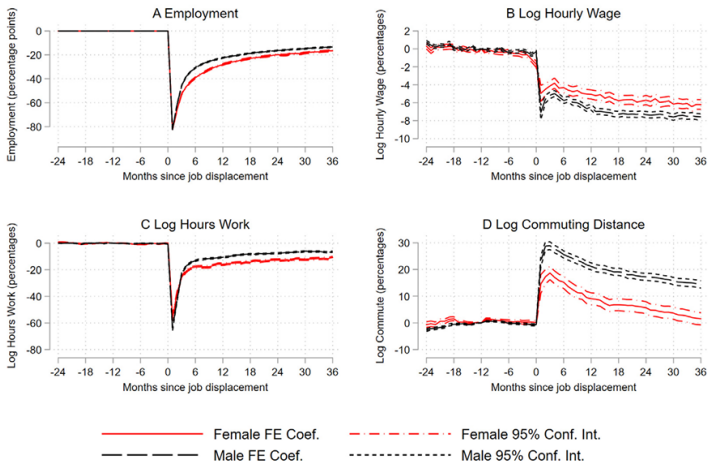 A Employment
Employment (percentage points)
0
-20
-40
-60
-80
-24 -18 -12 -6 0 6 12 18 24 30 36
Months since job displacement
B Log Hourly Wage
Log Hourly Wage (percentages)
2
0
-2
-4
-6
-8
-10
-24 -18 -12 -6 0 6 12 18 24 30 36
Months since job displacement
C Log Hours Work
Log Hours Work (percentages)
0
-20
-40
-60
-80
-24 -18 -12 -6 0 6 12 18 24 30 36
Months since job displacement
D Log Commuting Distance
Log Commute (percentages)
30
20
10
0
-10
-24 -18 -12 -6 0 6 12 18 24 30 36
Months since job displacement
Female FE Coef. Female 95% Conf. Int.
Male FE Coef. Male 95% Conf. Int.